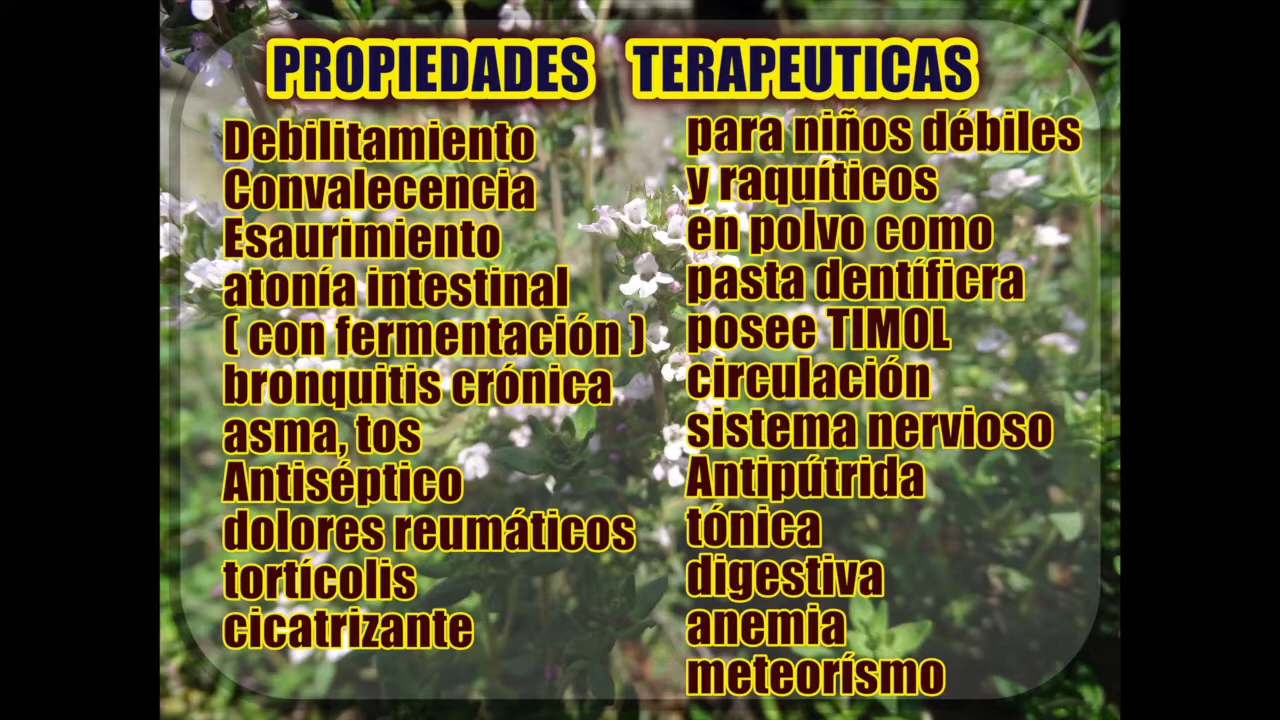 PROPIEDADES TERAPEUTICAS
Debilitamiento
Convalecencia
Esaurimiento
atonía intestinal
( con fermentación )
bronquitis crónica
asma, tos
Antiséptico
dolores reumáticos
tortícolis
cicatrizante
para niños débiles
y raquíticos
en polvo como
pasta dentíficra
posee TIMOL
circulación
sistema nervioso
Antipútrida
tónica
digestiva
anemia
meteorísmo